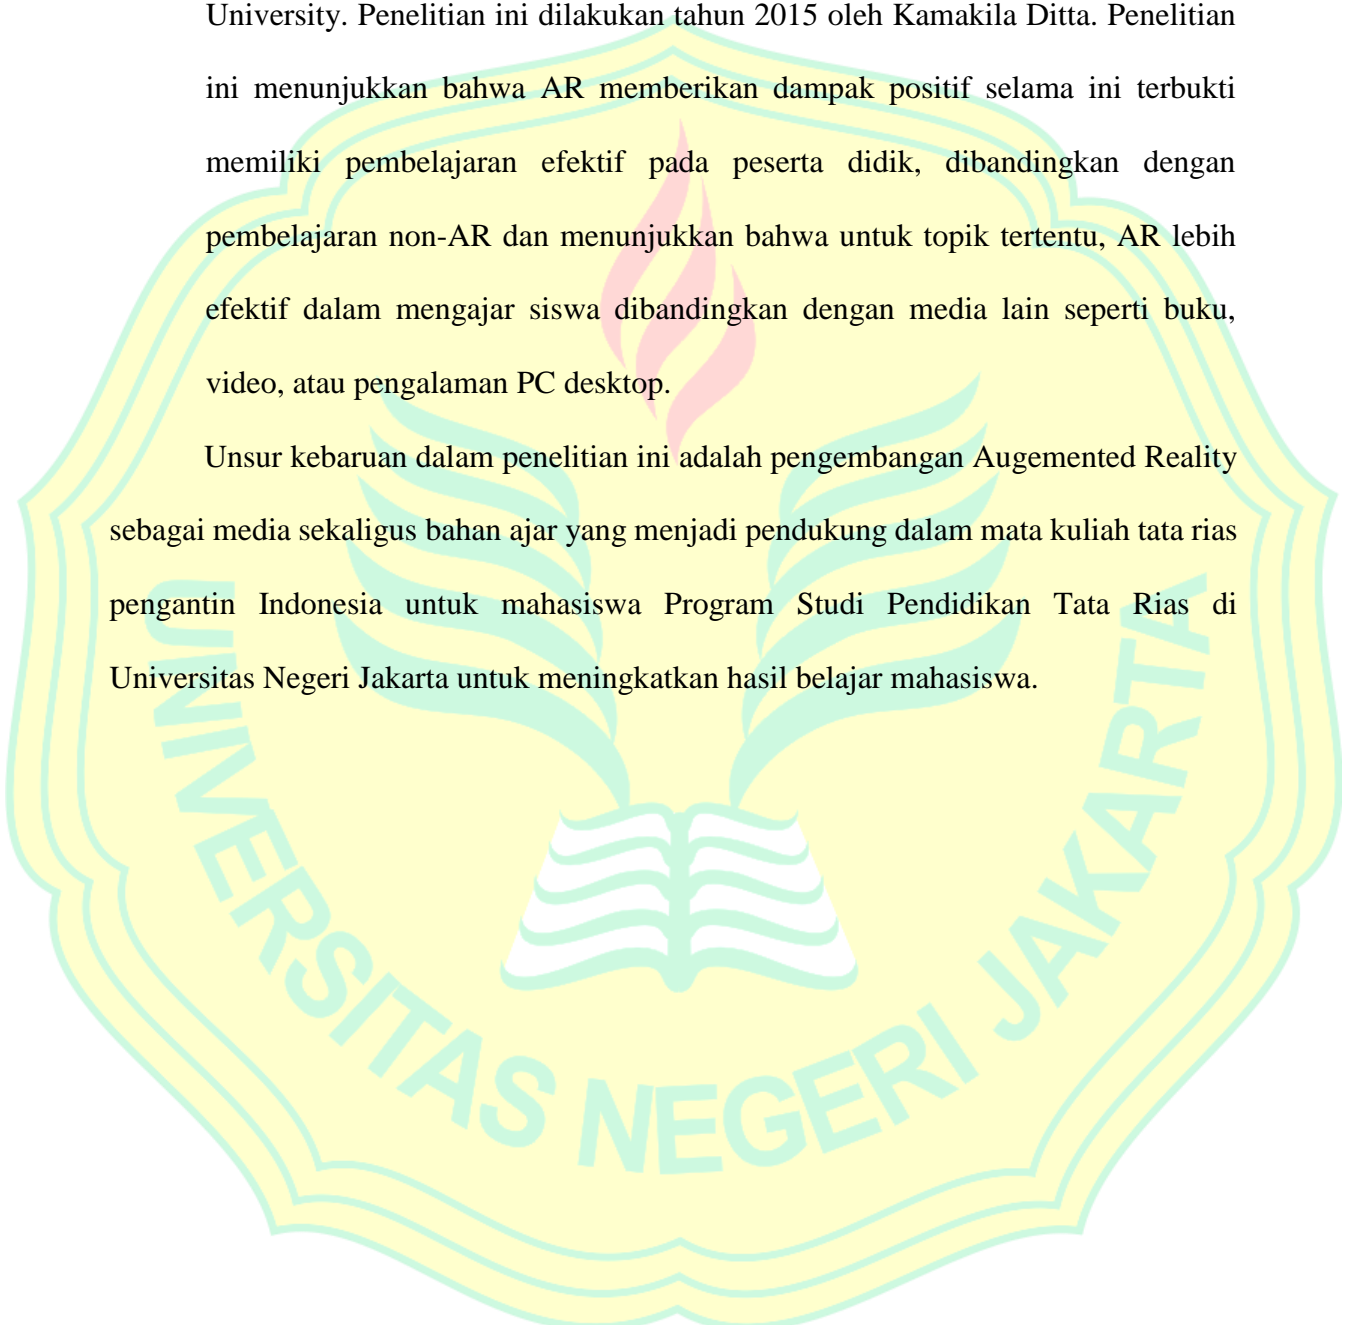 University. Penelitian ini dilakukan tahun 2015 oleh Kamakila Ditta. Penelitian
ini menunjukkan bahwa AR memberikan dampak positif selama ini terbukti
memiliki pembelajaran efektif pada peserta didik, dibandingkan dengan
pembelajaran non-AR dan menunjukkan bahwa untuk topik tertentu, AR lebih
efektif dalam mengajar siswa dibandingkan dengan media lain seperti buku,
video, atau pengalaman PC desktop.
Unsur kebaruan dalam penelitian ini adalah pengembangan Augemented Reality
sebagai media sekaligus bahan ajar yang menjadi pendukung dalam mata kuliah tata rias
pengantin Indonesia untuk mahasiswa Program Studi Pendidikan Tata Rias di
Universitas Negeri Jakarta untuk meningkatkan hasil belajar mahasiswa.
UNIVERSITAS NEGERI JAKARTA